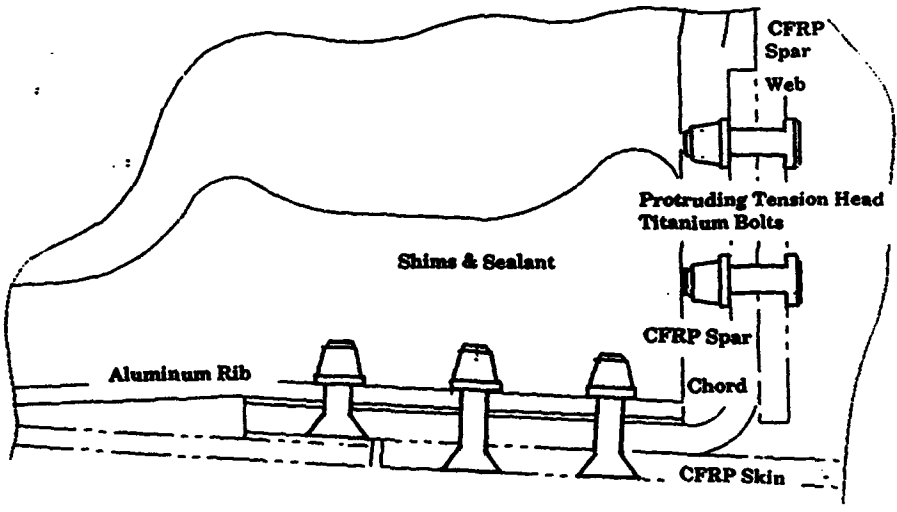 CFRP
Spar
Web
Protruding Tension Head
Titanium Bolts
Shims & Sealant
CFRP Spar
Aluminum Rib
Chord
CFRP Skin